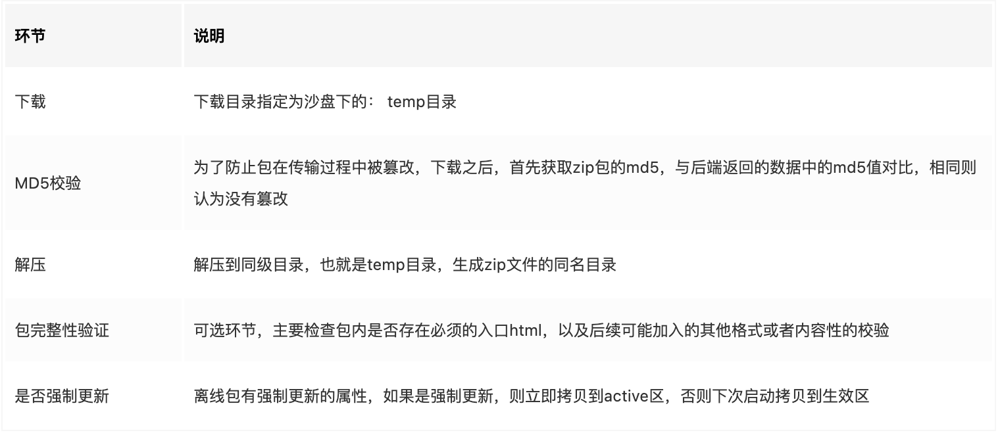 环节
说明
下载
下载目录指定为沙盘下的： temp目录
MD5校验
为了防止包在传输过程中被篡改，下载之后，首先获取zip包的md5，与后端返回的数据中的md5值对比，相同则
认为没有篡改
解压
解压到同级目录，也就是temp目录，生成zip文件的同名目录
包完整性验证
可选环节，主要检查包内是否存在必须的入口html，以及后续可能加入的其他格式或者内容性的校验
是否强制更新
离线包有强制更新的属性，如果是强制更新，则立即拷贝到active区，否则下次启动拷贝到生效区